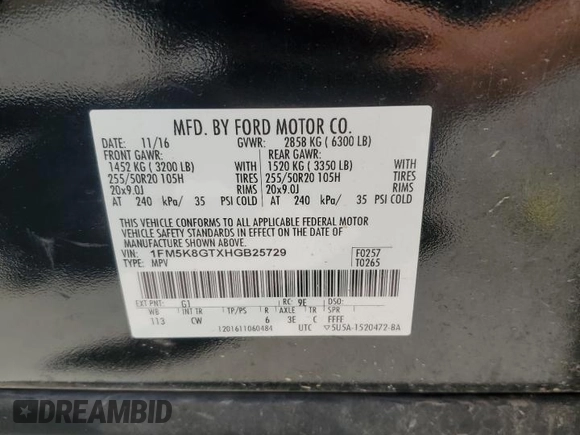 MFD. BY FORD MOTOR CO.
DATE: 11/16 GVWR: 2858 KG ( 6300 LB)
FRONT GAWR: REAR GAWR:
1452 KG ( 3200 LB) WITH 1520 KG ( 3350 LB) WITH
255/50R20 105H TIRES 255/50R20 105H TIRES
20x9.0J RIMS 20x9.0J RIMS
AT 240 kPa/ 35 PSI COLD AT 240 kPa/ 35 PSI COLD
THIS VEHICLE CONFORMS TO ALL APPLICABLE FEDERAL MOTOR
VEHICLE SAFETY STANDARDS IN EFFECT ON THE DATE OF
MANUFACTURE SHOWN ABOVE.
VIN: 1FM5K8GTXHGB25729 F0257
TYPE: MPV T0265
EXT PNT: G1 RC: 9E DSO:
WB INT TR TP/PS R AXLE TR SPR
113 CW 6 3E C FFFF
1201611060484 UTC ▽5U5A-1520472-8A
DREAMBID